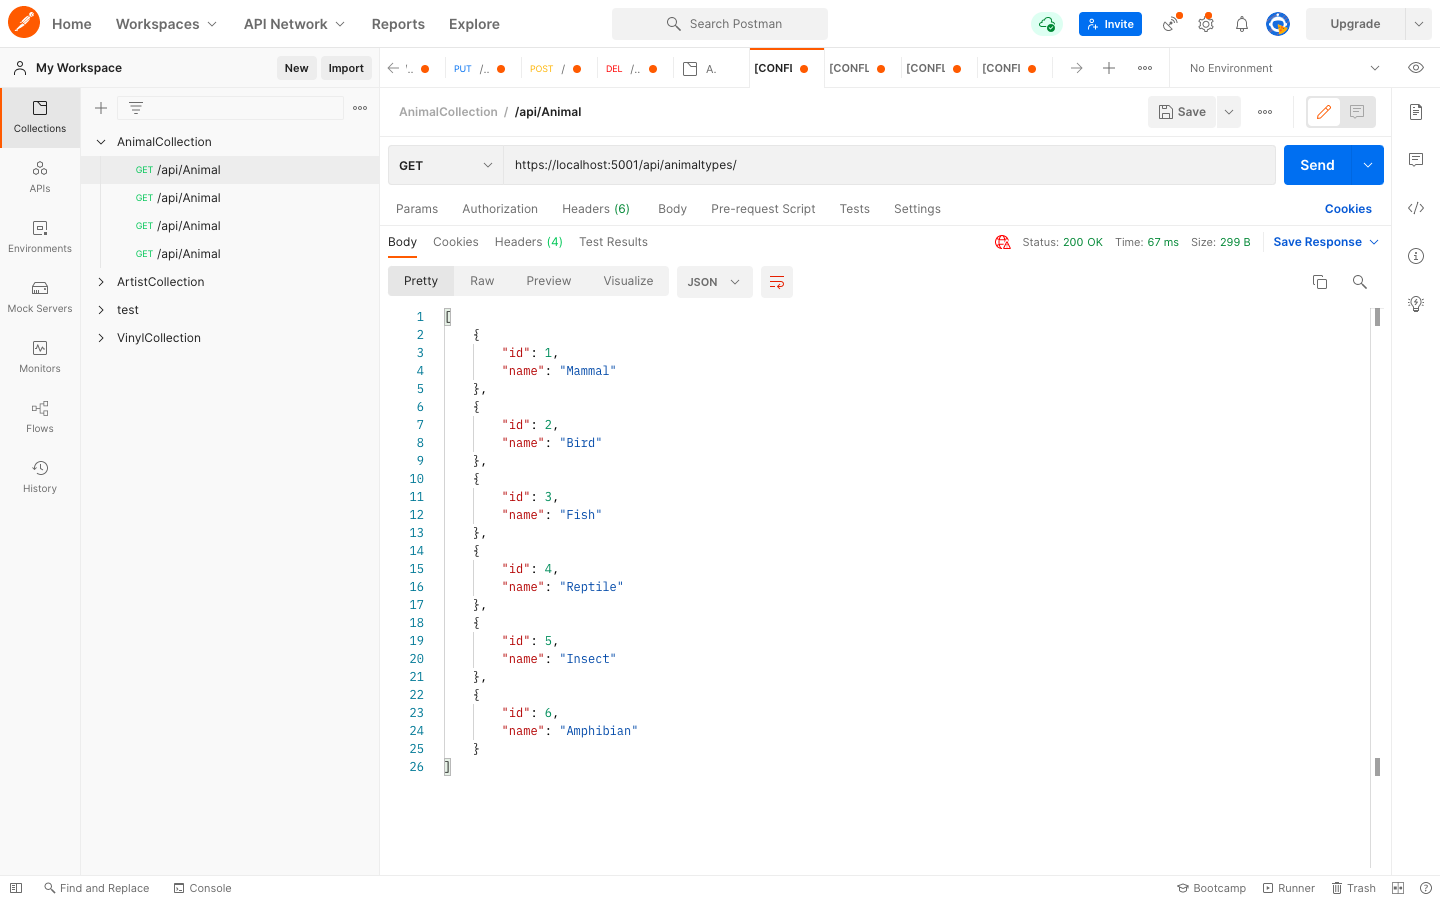 Home
Workspaces
API Network
Reports
Explore
Search Postman
Invite
Upgrade
My Workspace
New
Import
'..
PUT /..
POST /
DEL /..
A.
[CONFI
[CONFL
[CONFL
[CONFI
No Environment
Collections
APIs
Environments
Mock Servers
Monitors
Flows
History
AnimalCollection
GET /api/Animal
GET /api/Animal
GET /api/Animal
GET /api/Animal
ArtistCollection
test
VinylCollection
AnimalCollection / /api/Animal
Save
GET
https://localhost:5001/api/animaltypes/
Send
Params
Authorization
Headers (6)
Body
Pre-request Script
Tests
Settings
Cookies
Body
Cookies
Headers (4)
Test Results
Status: 200 OK
Time: 67 ms
Size: 299 B
Save Response
Pretty
Raw
Preview
Visualize
JSON
1 [
2 {
3 "id": 1,
4 "name": "Mammal"
5 },
6 {
7 "id": 2,
8 "name": "Bird"
9 },
10 {
11 "id": 3,
12 "name": "Fish"
13 },
14 {
15 "id": 4,
16 "name": "Reptile"
17 },
18 {
19 "id": 5,
20 "name": "Insect"
21 },
22 {
23 "id": 6,
24 "name": "Amphibian"
25 }
26 ]
Find and Replace
Console
Bootcamp
Runner
Trash